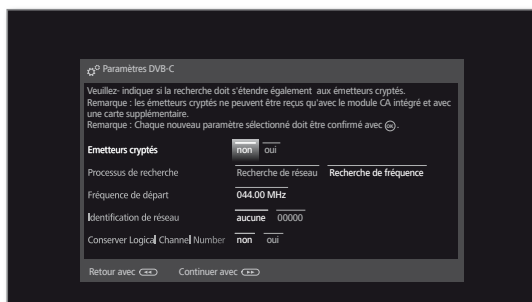 Paramètres DVB-C
Veuillez- indiquer si la recherche doit s'étendre également aux émetteurs cryptés.
Remarque : les émetteurs cryptés ne peuvent être reçus qu'avec le module CA intégré et avec
une carte supplémentaire.
Remarque : Chaque nouveau paramètre sélectionné doit être confirmé avec OK.
Emetteurs cryptés non oui
Processus de recherche Recherche de réseau Recherche de fréquence
Fréquence de départ 044.00 MHz
Identification de réseau aucune 00000
Conserver Logical Channel Number non oui
Retour avec Continuer avec